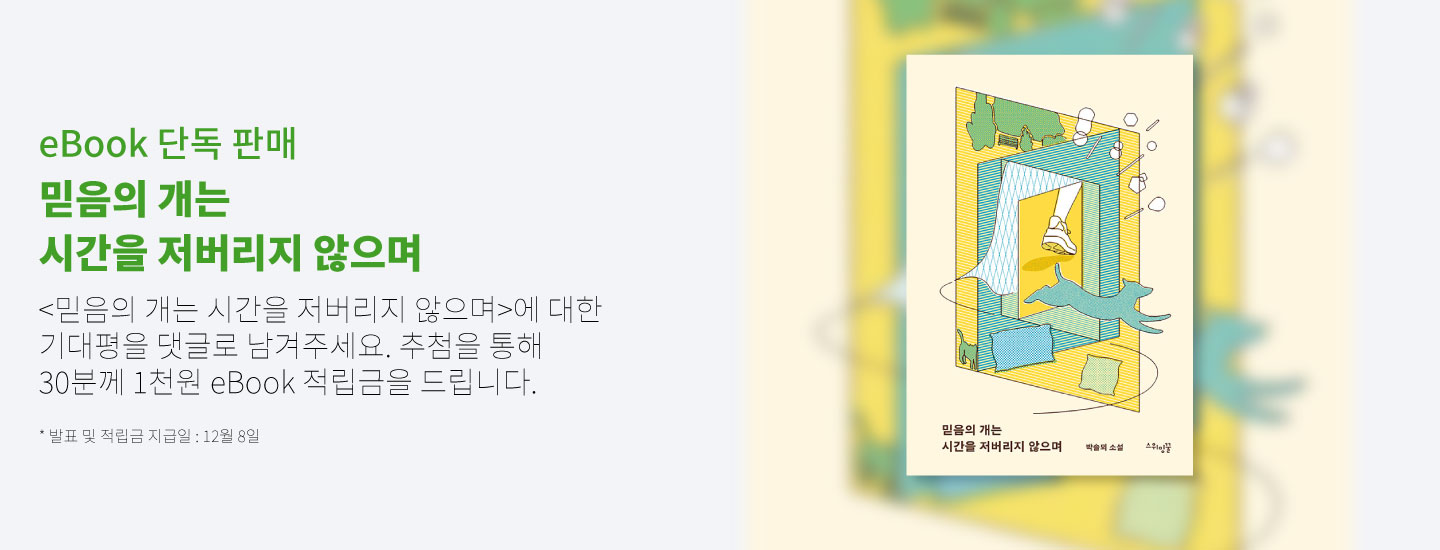 eBook 단독 판매
믿음의 개는
시간을 저버리지 않으며
<믿음의 개는 시간을 저버리지 않으며>에 대한
기대평을 댓글로 남겨주세요. 추첨을 통해
30분께 1천원 eBook 적립금을 드립니다.
* 발표 및 적립금 지급일 : 12월 8일
믿음의 개는
시간을 저버리지 않으며
박솔뫼 소설
스위밍꿀